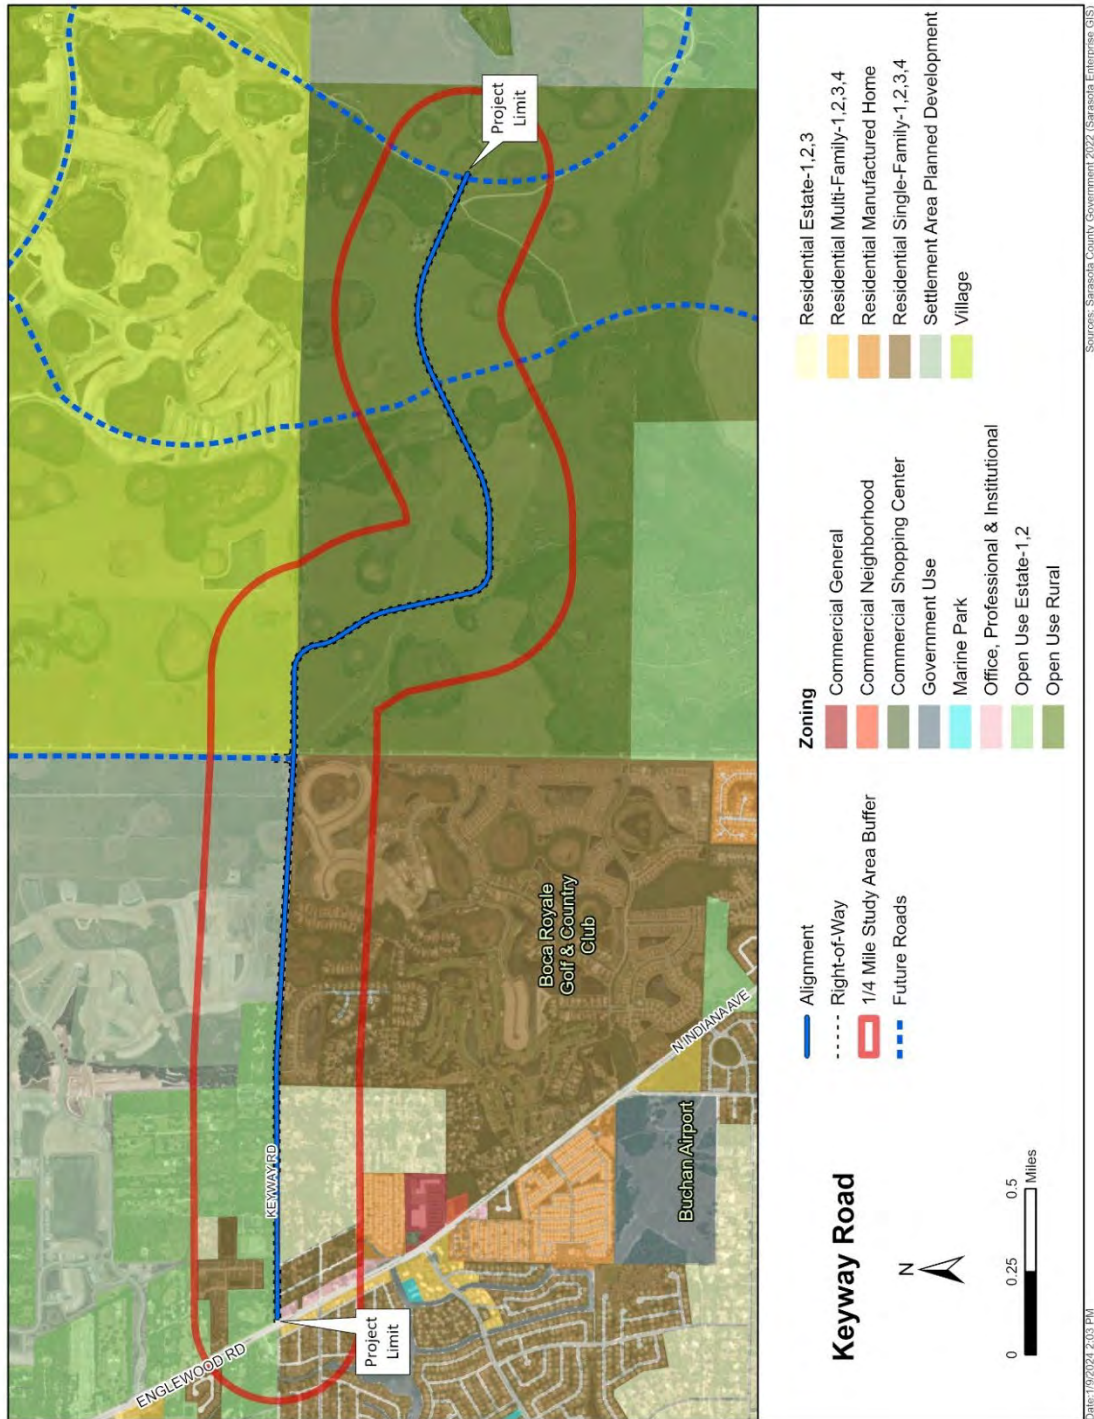 Project
Limit
Project
Limit
KEYWAY RD
ENGLEWOOD RD
N INDIANA AVE
Boca Royale
Golf & Country
Club
Buchan Airport
Keyway Road
N
0
0.25
0.5
Miles
Alignment
Right-of-Way
1/4 Mile Study Area Buffer
Future Roads
Zoning
Commercial General
Commercial Neighborhood
Commercial Shopping Center
Government Use
Marine Park
Office, Professional & Institutional
Open Use Estate-1,2
Open Use Rural
Residential Estate-1,2,3
Residential Multi-Family-1,2,3,4
Residential Manufactured Home
Residential Single-Family-1,2,3,4
Settlement Area Planned Development
Village
Date:1/9/2024 2:03 PM
Sources: Sarasota County Government 2022 (Sarasota Enterprise GIS)